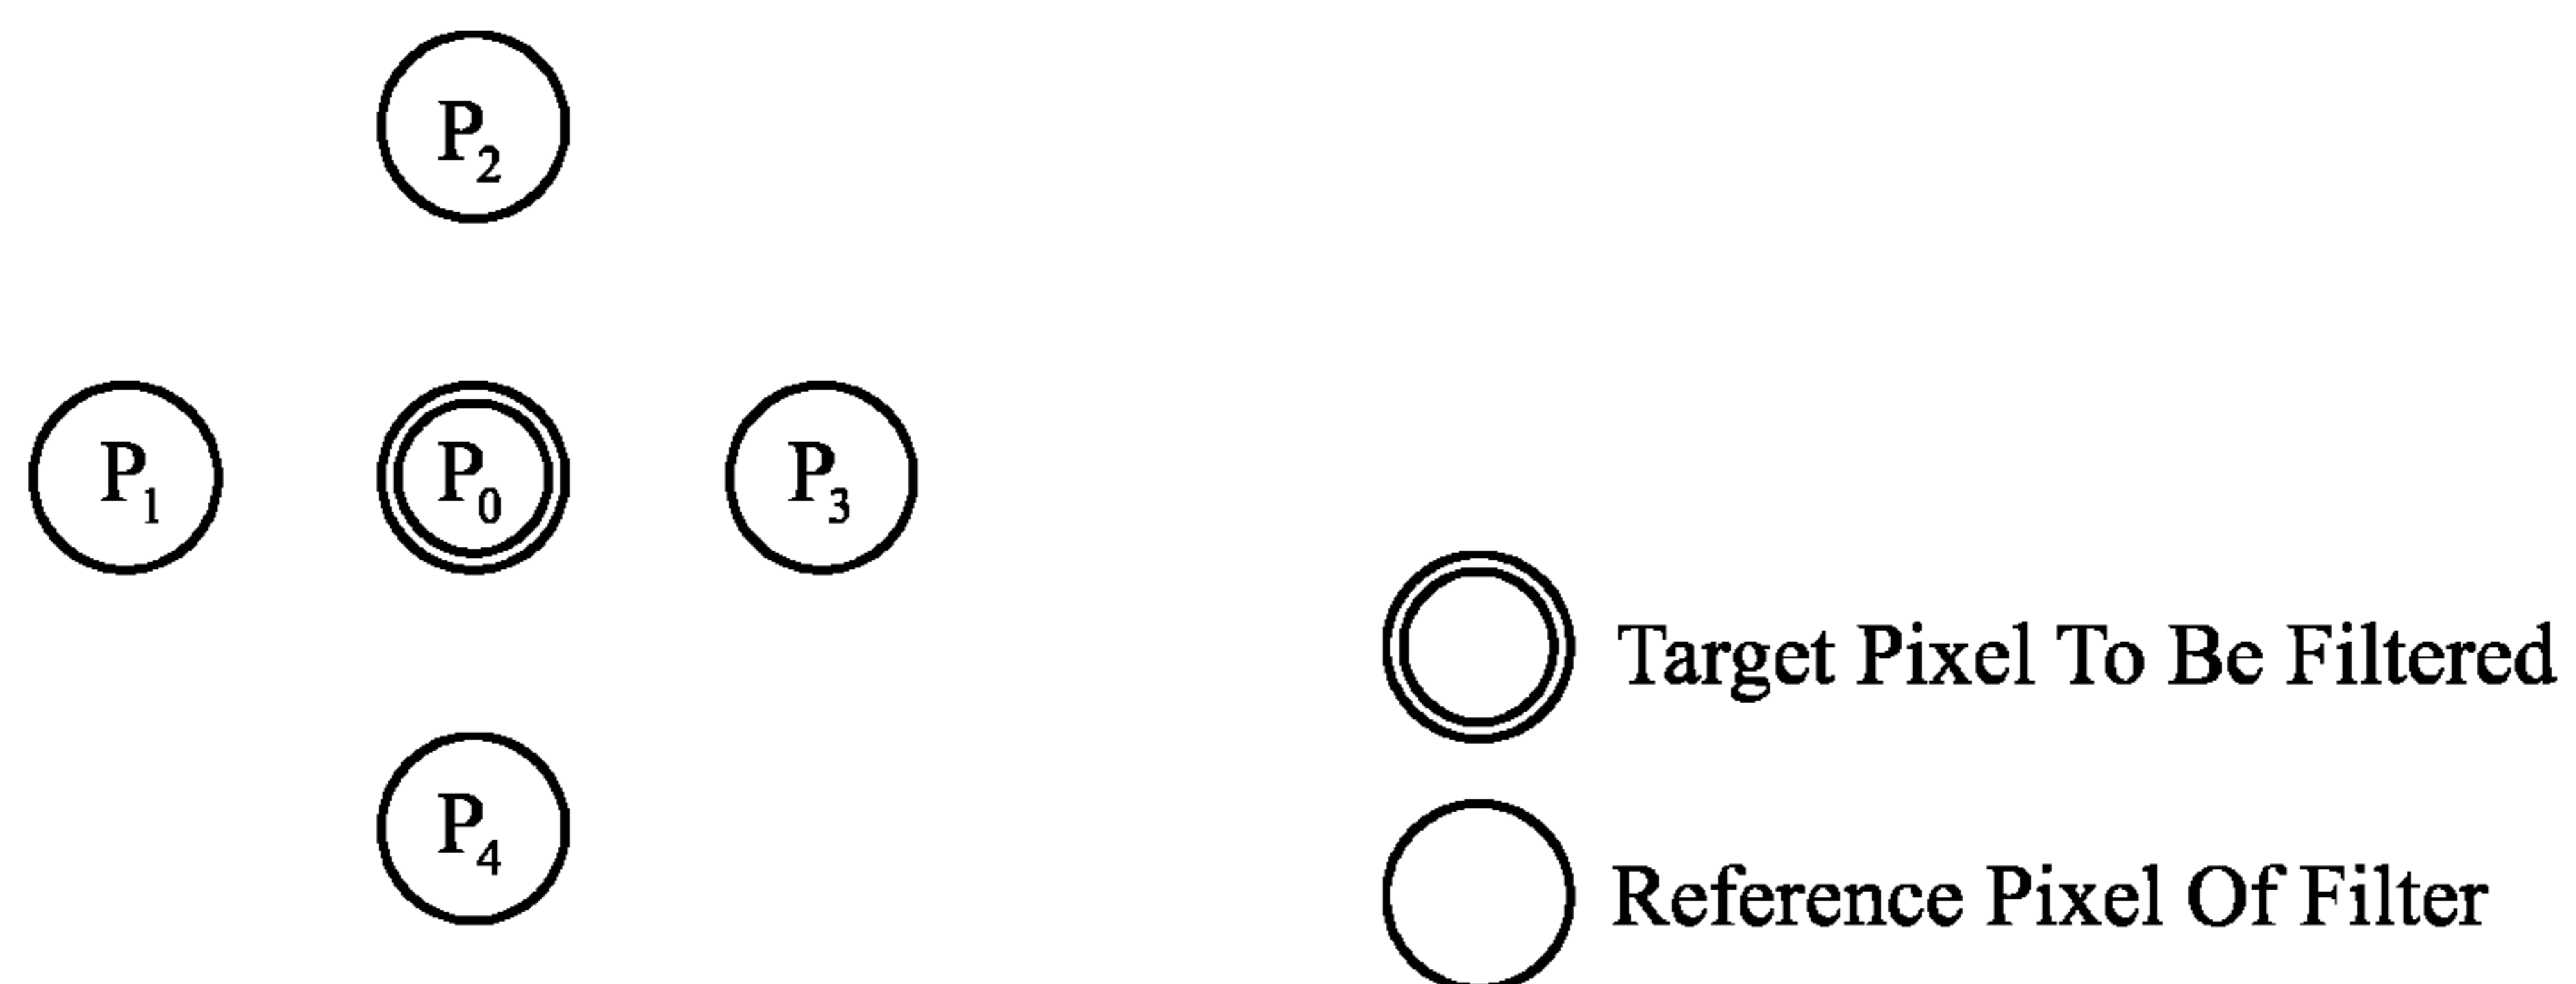 P2
P1 P0 P3
Target Pixel To Be Filtered
P4
Reference Pixel Of Filter